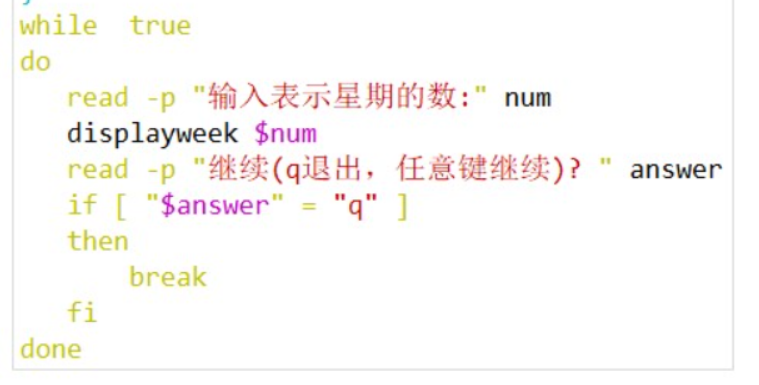 while  true
do
   read -p "输入表示星期的数:" num
   displayweek $num
   read -p "继续(q退出，任意键继续)? " answer
   if [ "$answer" = "q" ]
   then
       break
   fi
done